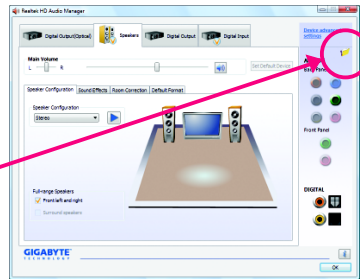 Realtek HD Audio Manager
Digital Output(Optical)
Speakers
Digital Output
Digital Input
Device advanced settings
Main Volume
L
R
Set Default Device
Speaker Configuration
Sound Effects
Room Correction
Default Format
Speaker Configuration
Stereo
Full-range Speakers
Front left and right
Surround speakers
Back Panel
Front Panel
DIGITAL
GIGABYTE
TECHNOLOGY
OK